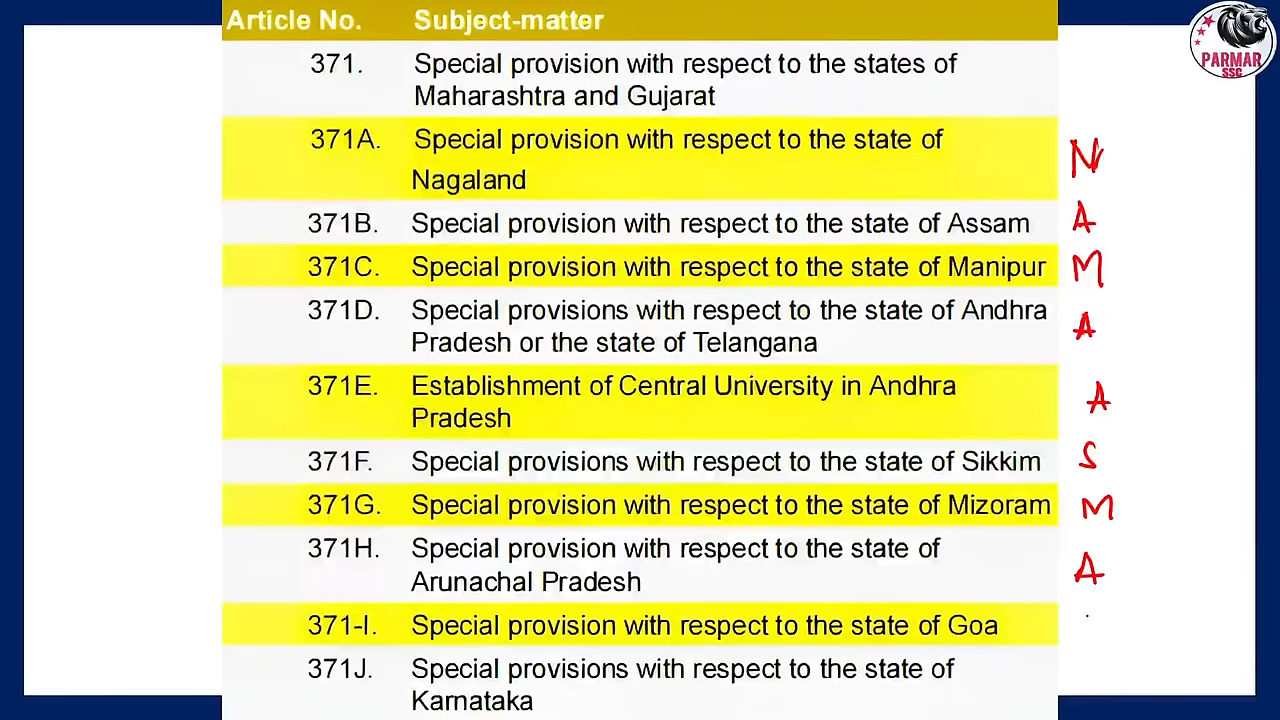 Article No. Subject-matter
371. Special provision with respect to the states of
Maharashtra and Gujarat
371A. Special provision with respect to the state of
Nagaland
N
371B. Special provision with respect to the state of Assam A
371C. Special provision with respect to the state of Manipur M
371D. Special provisions with respect to the state of Andhra
Pradesh or the state of Telangana
A
371E. Establishment of Central University in Andhra
Pradesh
A
371F. Special provisions with respect to the state of Sikkim S
371G. Special provision with respect to the state of Mizoram M
371H. Special provision with respect to the state of
Arunachal Pradesh
A
371-I. Special provision with respect to the state of Goa
371J. Special provisions with respect to the state of
Karnataka
PARMAR
SSC